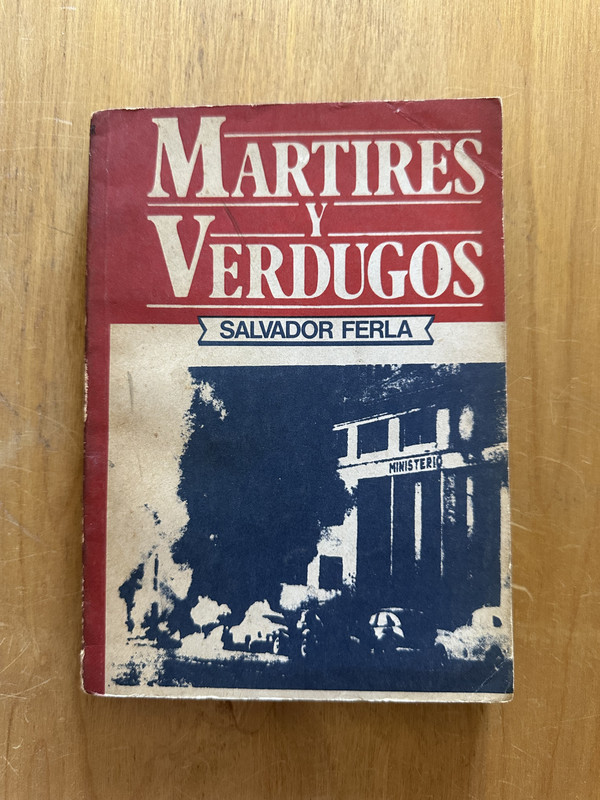 MARTIRES
Y
VERDUGOS
SALVADOR FERLA
MINISTERIO